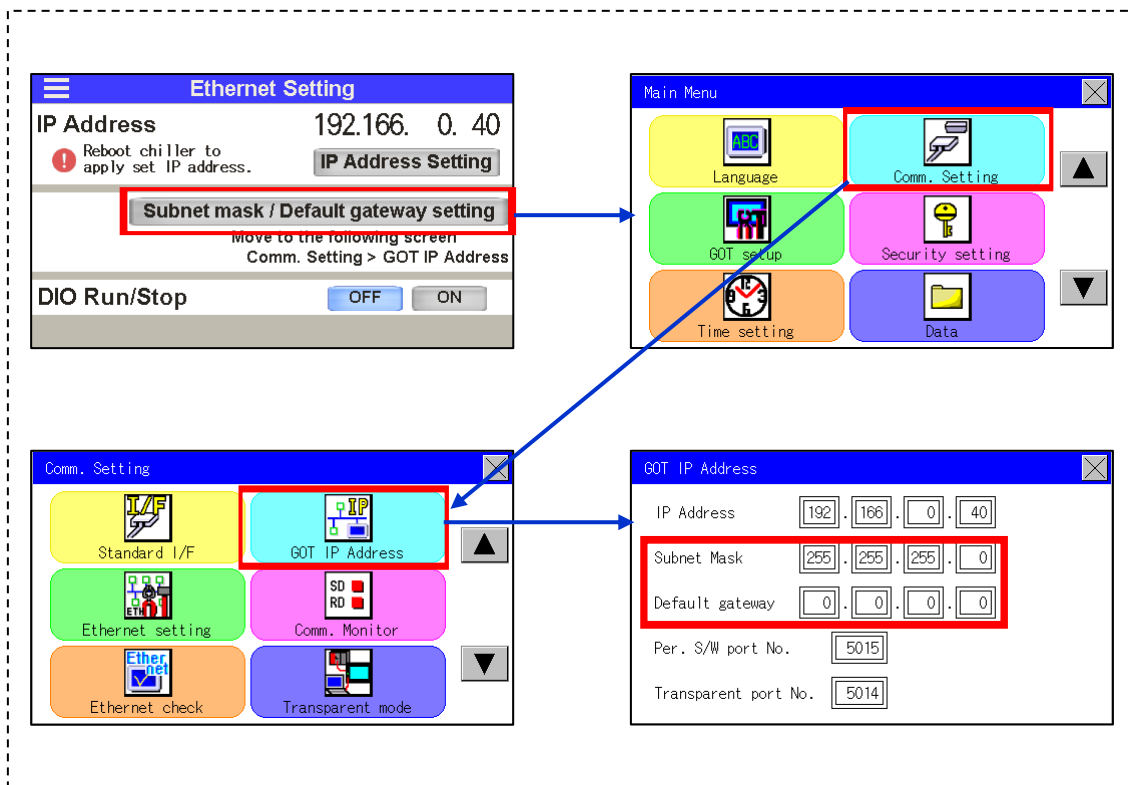 Ethernet Setting
IP Address 192.166. 0. 40
Reboot chiller to
apply set IP address.
IP Address Setting
Subnet mask / Default gateway setting
Move to the following screen
Comm. Setting > GOT IP Address
DIO Run/Stop OFF ON
Main Menu
ABC
Language Comm. Setting
GOT setup Security setting
Time setting Data
Comm. Setting
I/F IP
Standard I/F GOT IP Address
ETH SD
RD
Ethernet setting Comm. Monitor
Ether
net
Ethernet check Transparent mode
GOT IP Address
IP Address 192 . 166 . 0 . 40
Subnet Mask 255 . 255 . 255 . 0
Default gateway 0 . 0 . 0 . 0
Per. S/W port No. 5015
Transparent port No. 5014